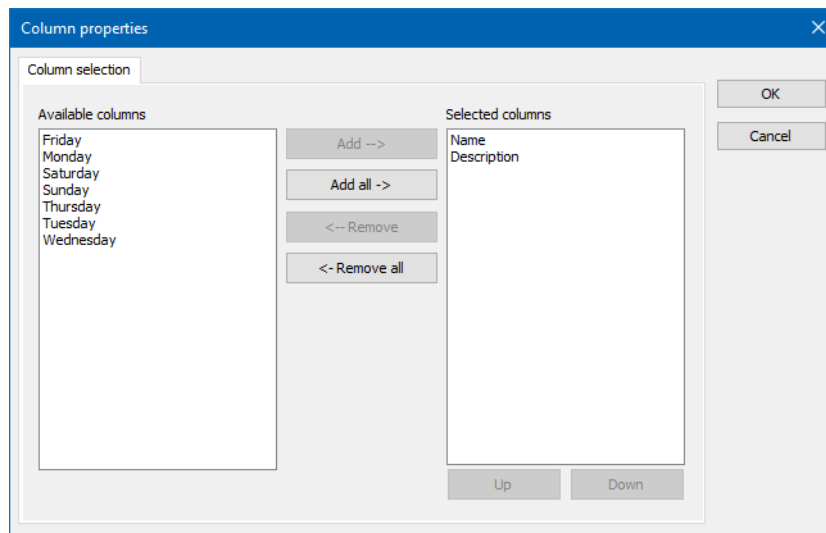 Column properties
Column selection
Available columns
Friday
Monday
Saturday
Sunday
Thursday
Tuesday
Wednesday
Add -->
Add all ->
<-- Remove
<- Remove all
Selected columns
Name
Description
Up
Down
OK
Cancel